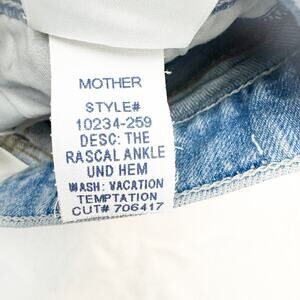 MOTHER
STYLE#
10234-259
DESC: THE
RASCAL ANKLE
UND HEM
WASH: VACATION
TEMPTATION
CUT# 706417